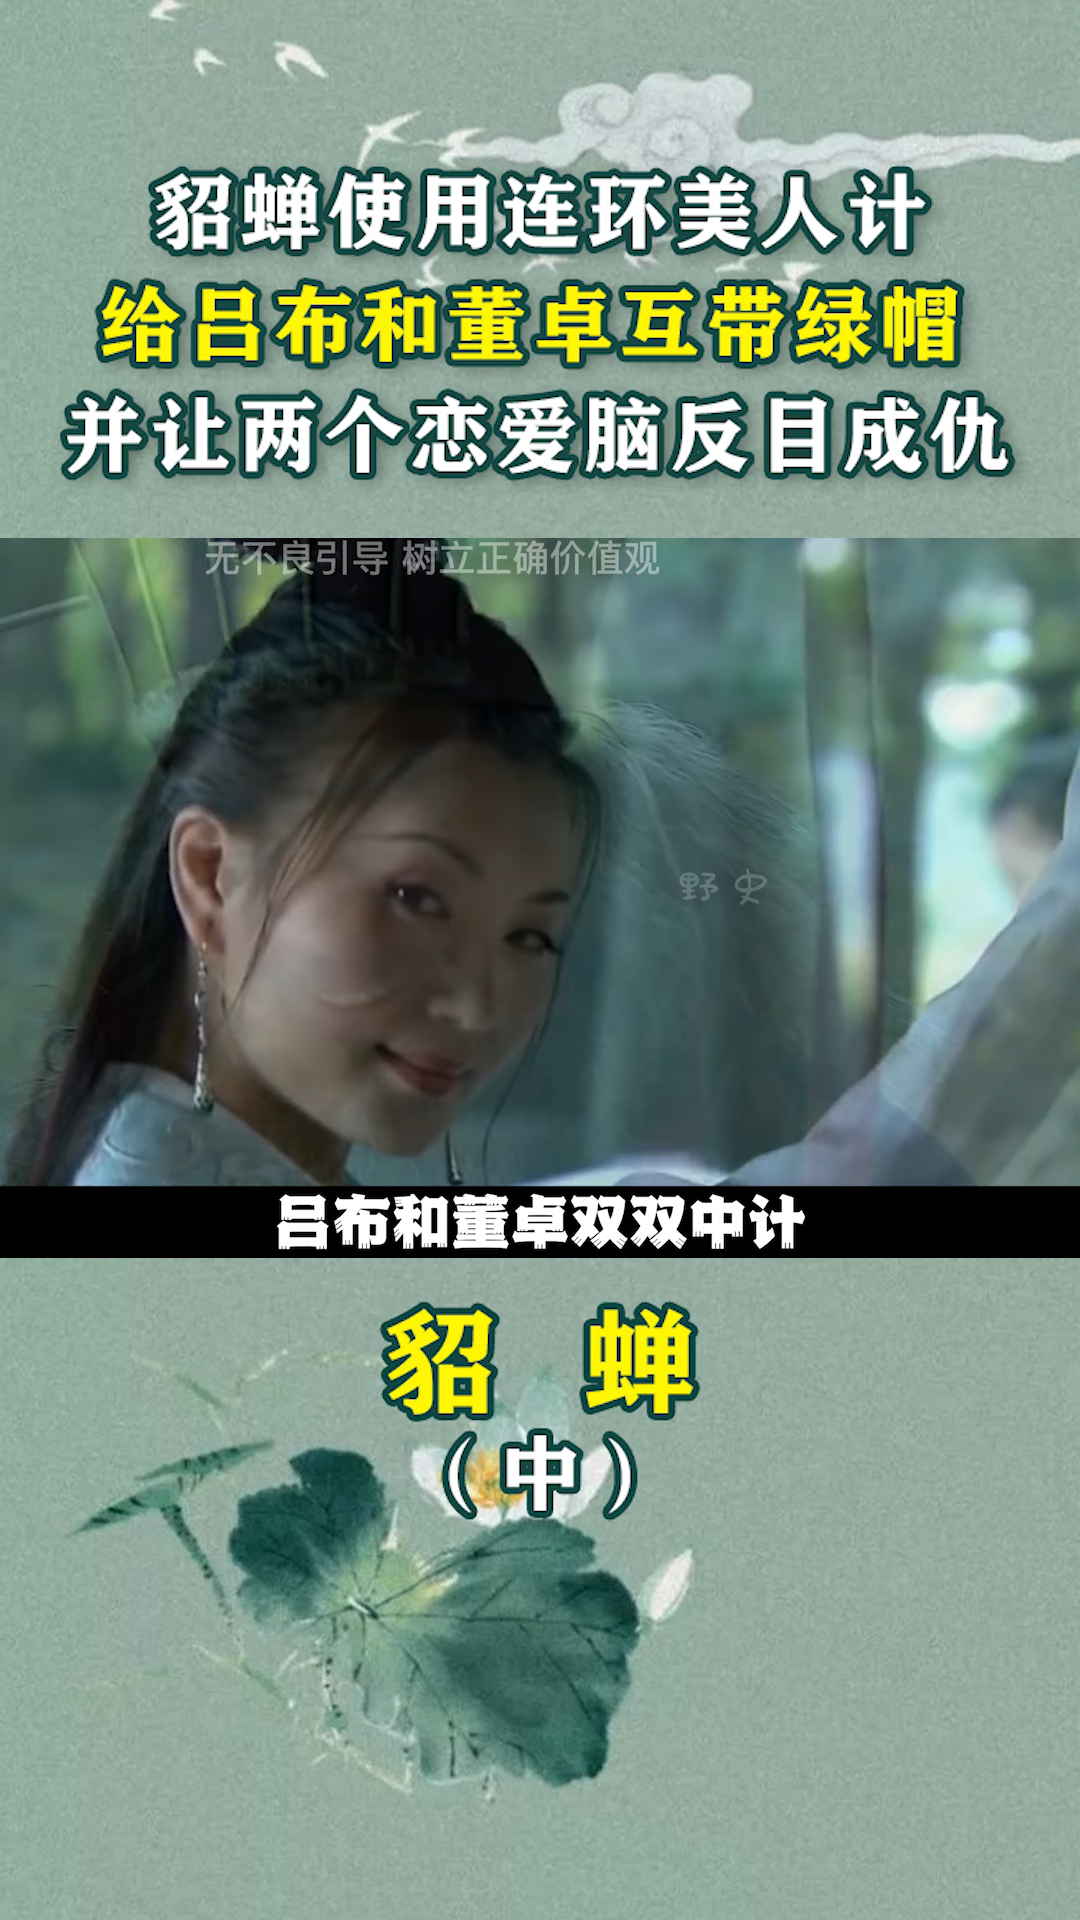 貂蝉使用连环美人计
给吕布和董卓互带绿帽
并让两个恋爱脑反目成仇
无不良引导 树立正确价值观
野史
吕布和董卓双双中计
貂 蝉
（中）